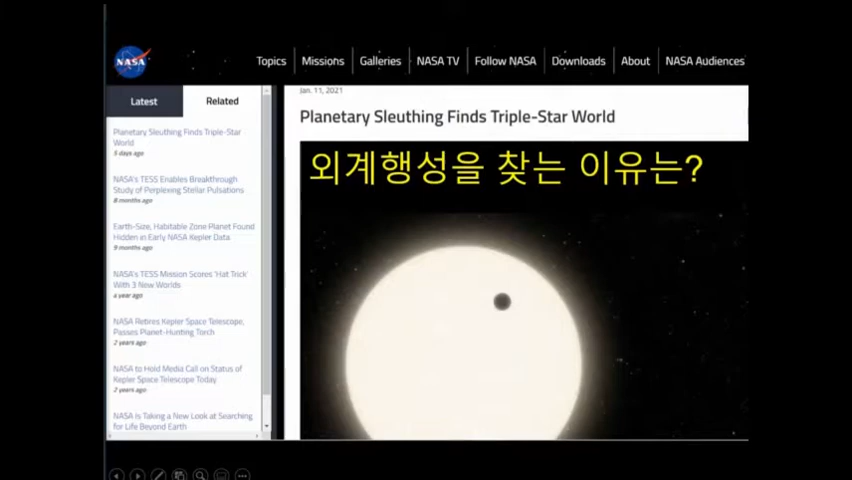 NASA
Topics
Missions
Galleries
NASA TV
Follow NASA
Downloads
About
NASA Audiences
Latest
Related
Planetary Sleuthing Finds Triple-Star
World
5 days ago
NASA's TESS Enables Breakthrough
Study of Perplexing Stellar Pulsations
8 months ago
Earth-Size, Habitable Zone Planet Found
Hidden in Early NASA Kepler Data
9 months ago
NASA's TESS Mission Scores 'Hat Trick'
With 3 New Worlds
a year ago
NASA Retires Kepler Space Telescope,
Passes Planet-Hunting Torch
2 years ago
NASA to Hold Media Call on Status of
Kepler Space Telescope Today
2 years ago
NASA is Taking a New Look at Searching
for Life Beyond Earth
Jan. 11, 2021
Planetary Sleuthing Finds Triple-Star World
외계행성을 찾는 이유는?